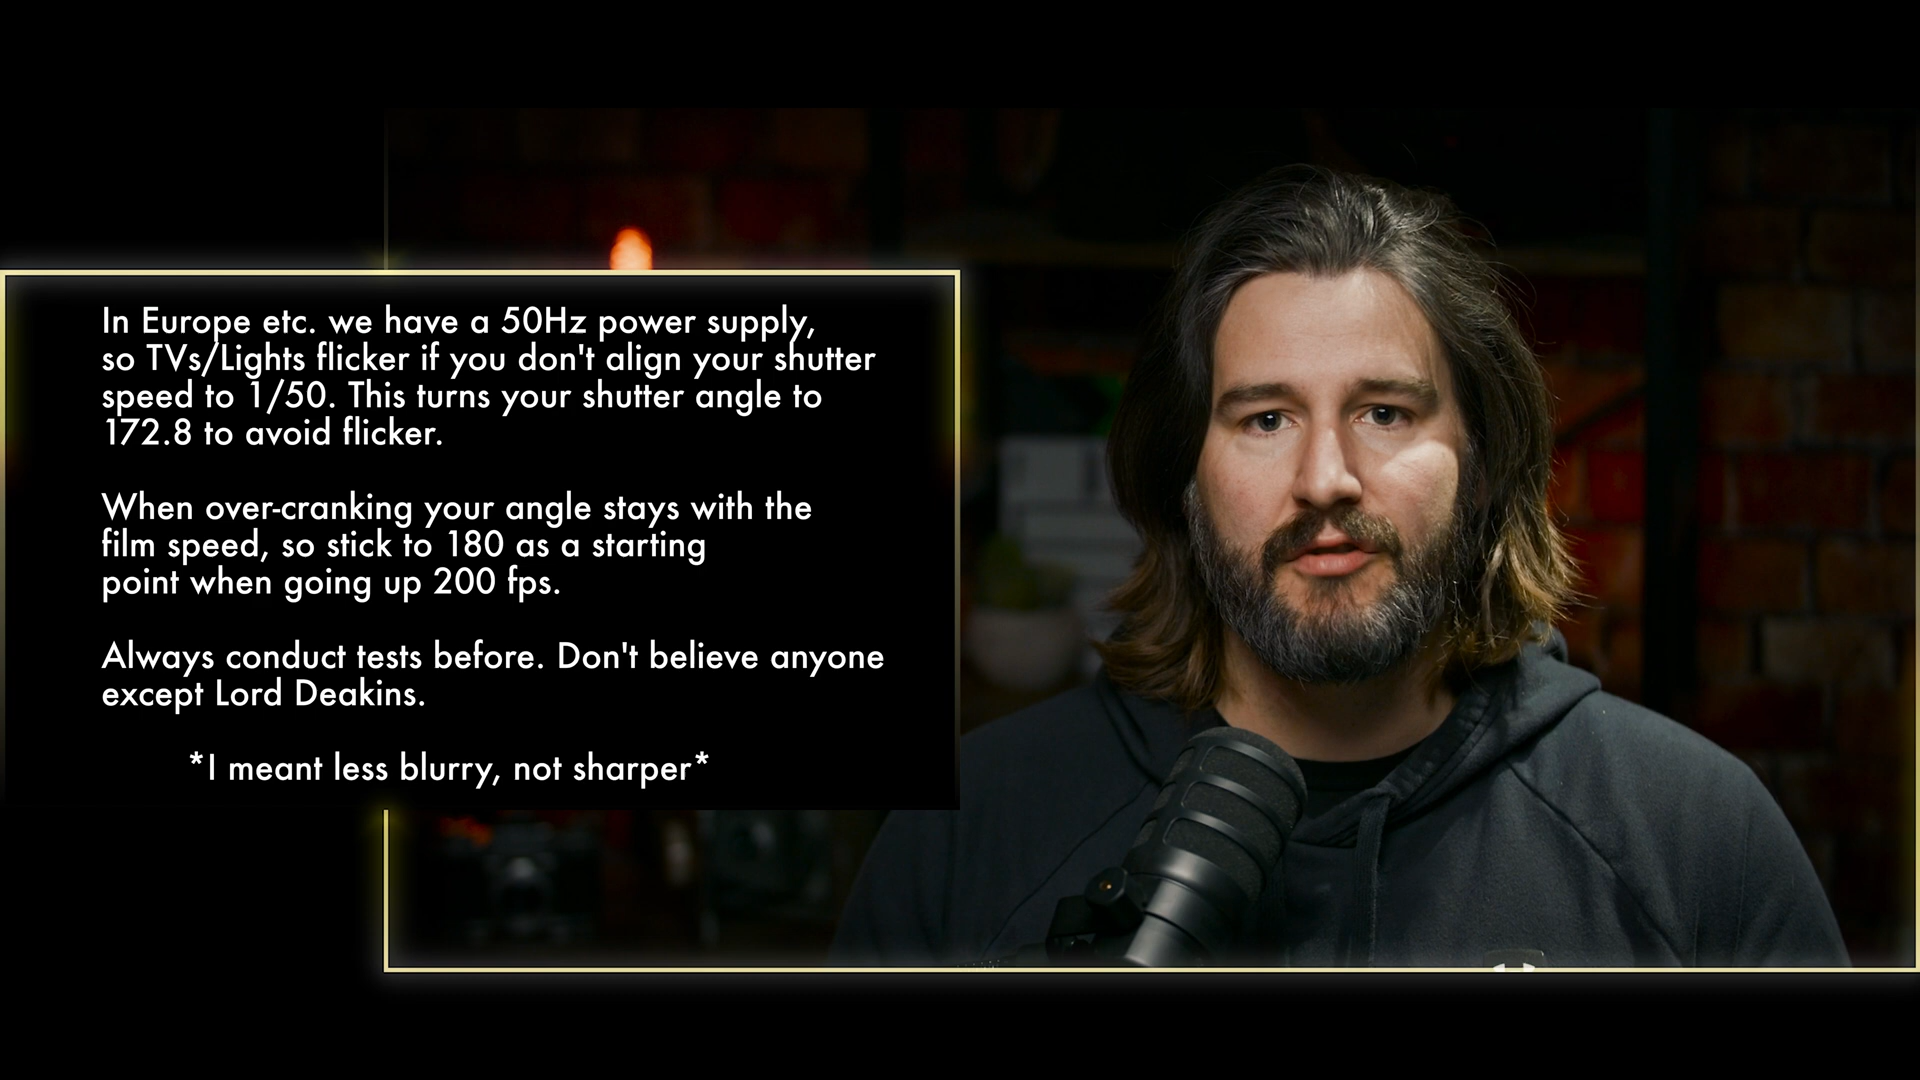 In Europe etc. we have a 50Hz power supply,
so TVs/Lights flicker if you don't align your shutter
speed to 1/50. This turns your shutter angle to
172.8 to avoid flicker.
When over-cranking your angle stays with the
film speed, so stick to 180 as a starting
point when going up 200 fps.
Always conduct tests before. Don't believe anyone
except Lord Deakins.
*I meant less blurry, not sharper*